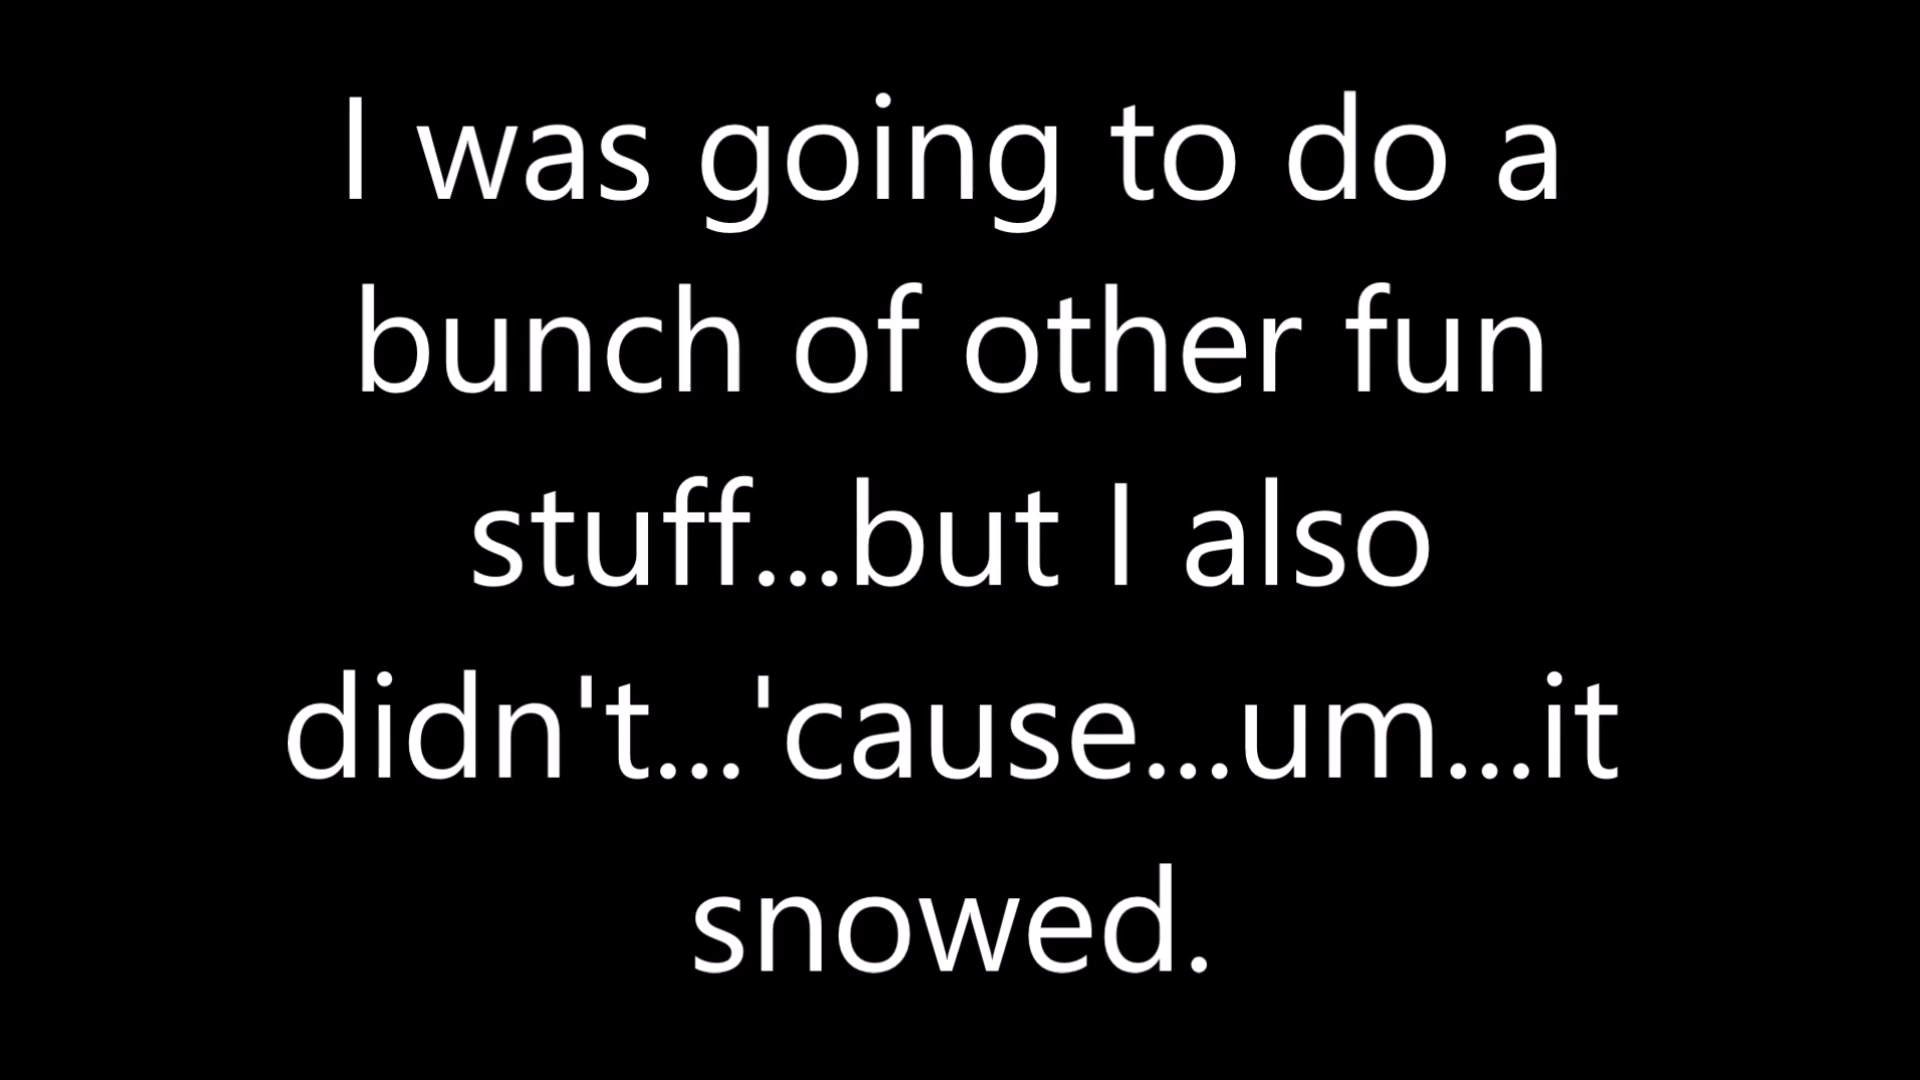 I was going to do a
bunch of other fun
stuff...but I also
didn't...'cause...um...it
snowed.